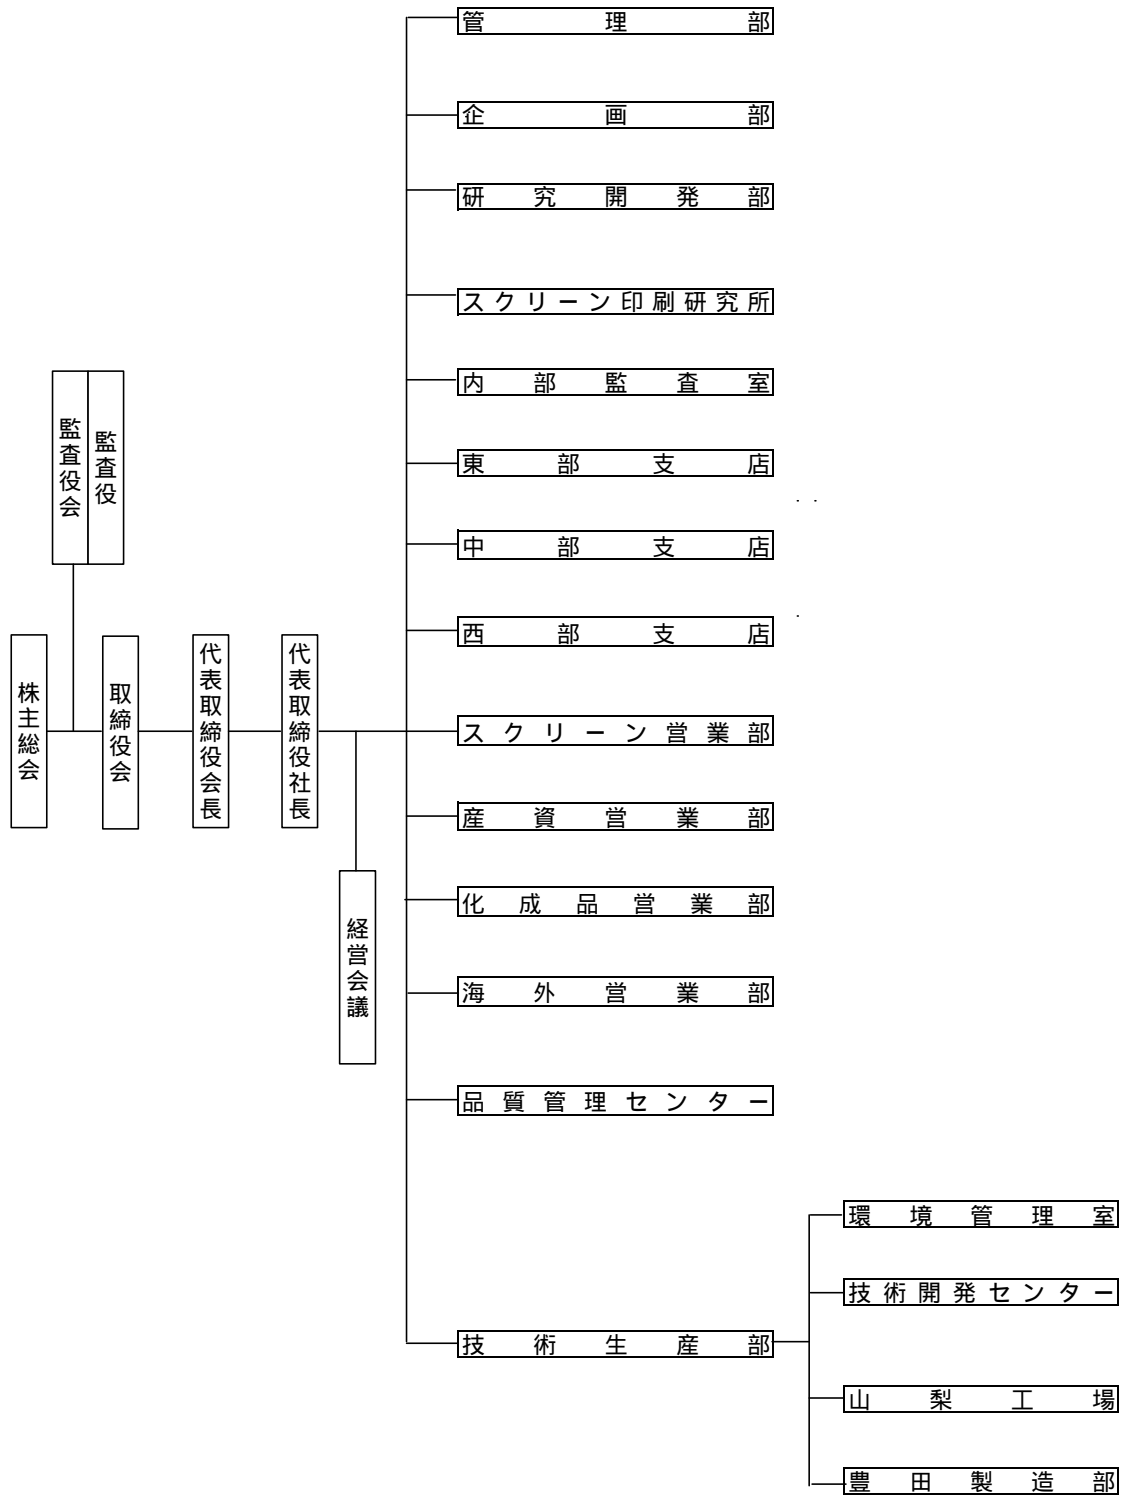 管理部
企画部
研究開発部
スクリーン印刷研究所
内部監査室
東部支店
中部支店
西部支店
スクリーン営業部
産資営業部
化成品営業部
海外営業部
品質管理センター
技術生産部
監査役会
監査役
株主総会
取締役会
代表取締役会長
代表取締役社長
経営会議
環境管理室
技術開発センター
山梨工場
豊田製造部